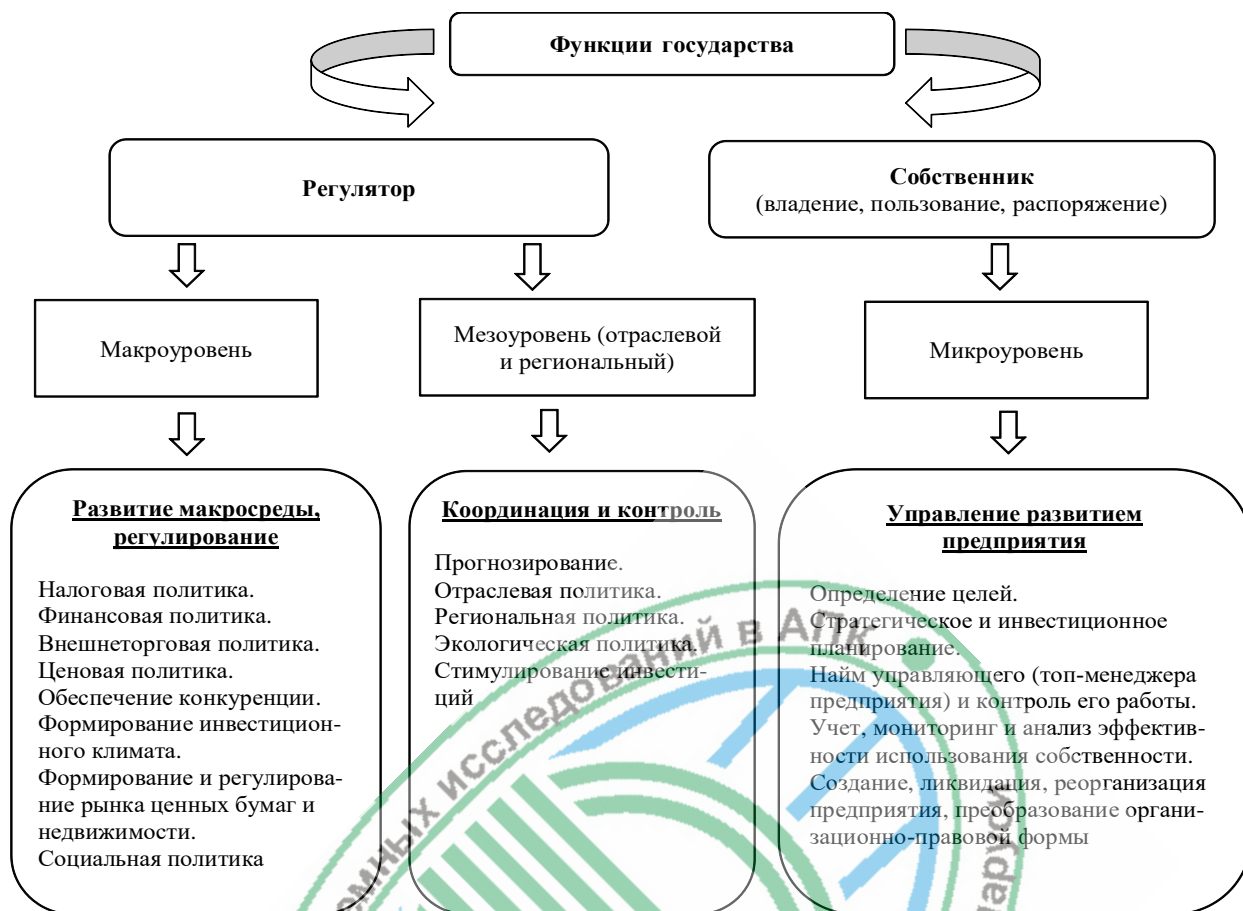 Функции государства
Регулятор
Собственник
(владение, пользование, распоряжение)
Макроуровень
Мезоуровень (отраслевой
и региональный)
Микроуровень
Развитие макросреды,
регулирование
Налоговая политика.
Финансовая политика.
Внешнеторговая политика.
Ценовая политика.
Обеспечение конкуренции.
Формирование инвестицион-
ного климата.
Формирование и регулирова-
ние рынка ценных бумаг и
недвижимости.
Социальная политика
Координация и контроль
Прогнозирование.
Отраслевая политика.
Региональная политика.
Экологическая политика.
Стимулирование инвести-
ций
Управление развитием
предприятия
Определение целей.
Стратегическое и инвестиционное
планирование.
Найм управляющего (топ-менеджера
предприятия) и контроль его работы.
Учет, мониторинг и анализ эффектив-
ности использования собственности.
Создание, ликвидация, реорганизация
предприятия, преобразование органи-
зационно-правовой формы
исследований в АПК